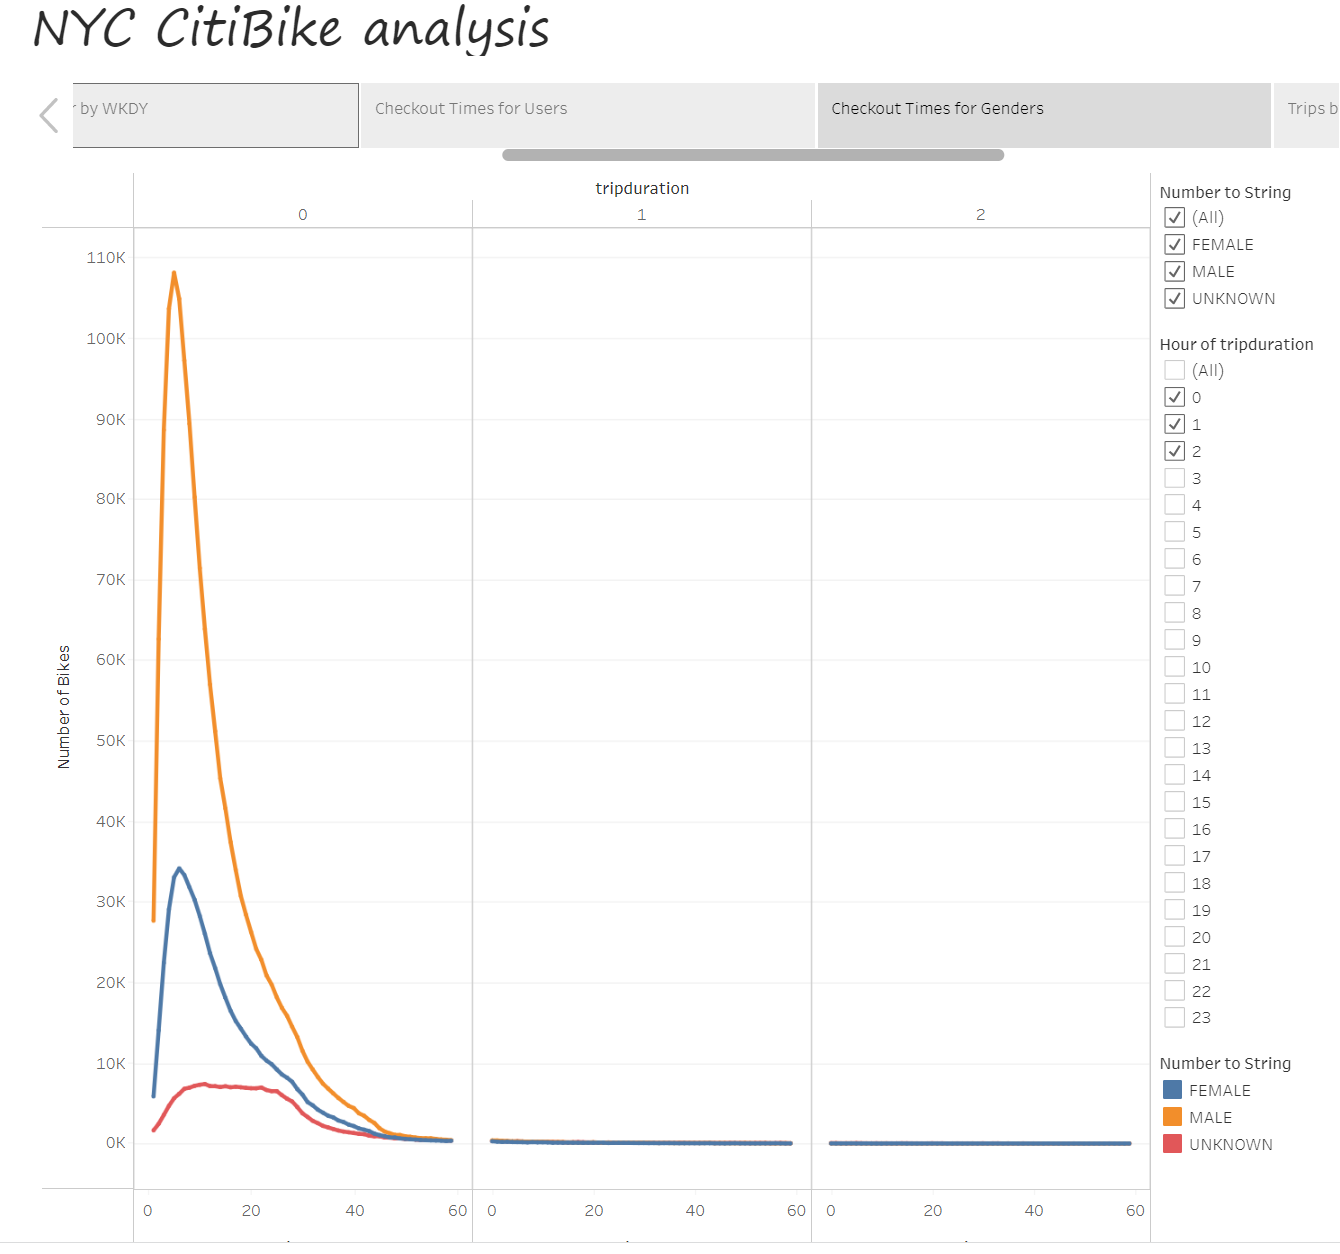 NYC CitiBike analysis
by WKDY
Checkout Times for Users
Checkout Times for Genders
Trips b
tripduration
0
1
2
110K
100K
90K
80K
70K
60K
50K
40K
30K
20K
10K
0K
Number of Bikes
0 20 40 60
0 20 40 60
0 20 40 60
Number to String
(All)
FEMALE
MALE
UNKNOWN
Hour of tripduration
(All)
0
1
2
3
4
5
6
7
8
9
10
11
12
13
14
15
16
17
18
19
20
21
22
23
Number to String
FEMALE
MALE
UNKNOWN